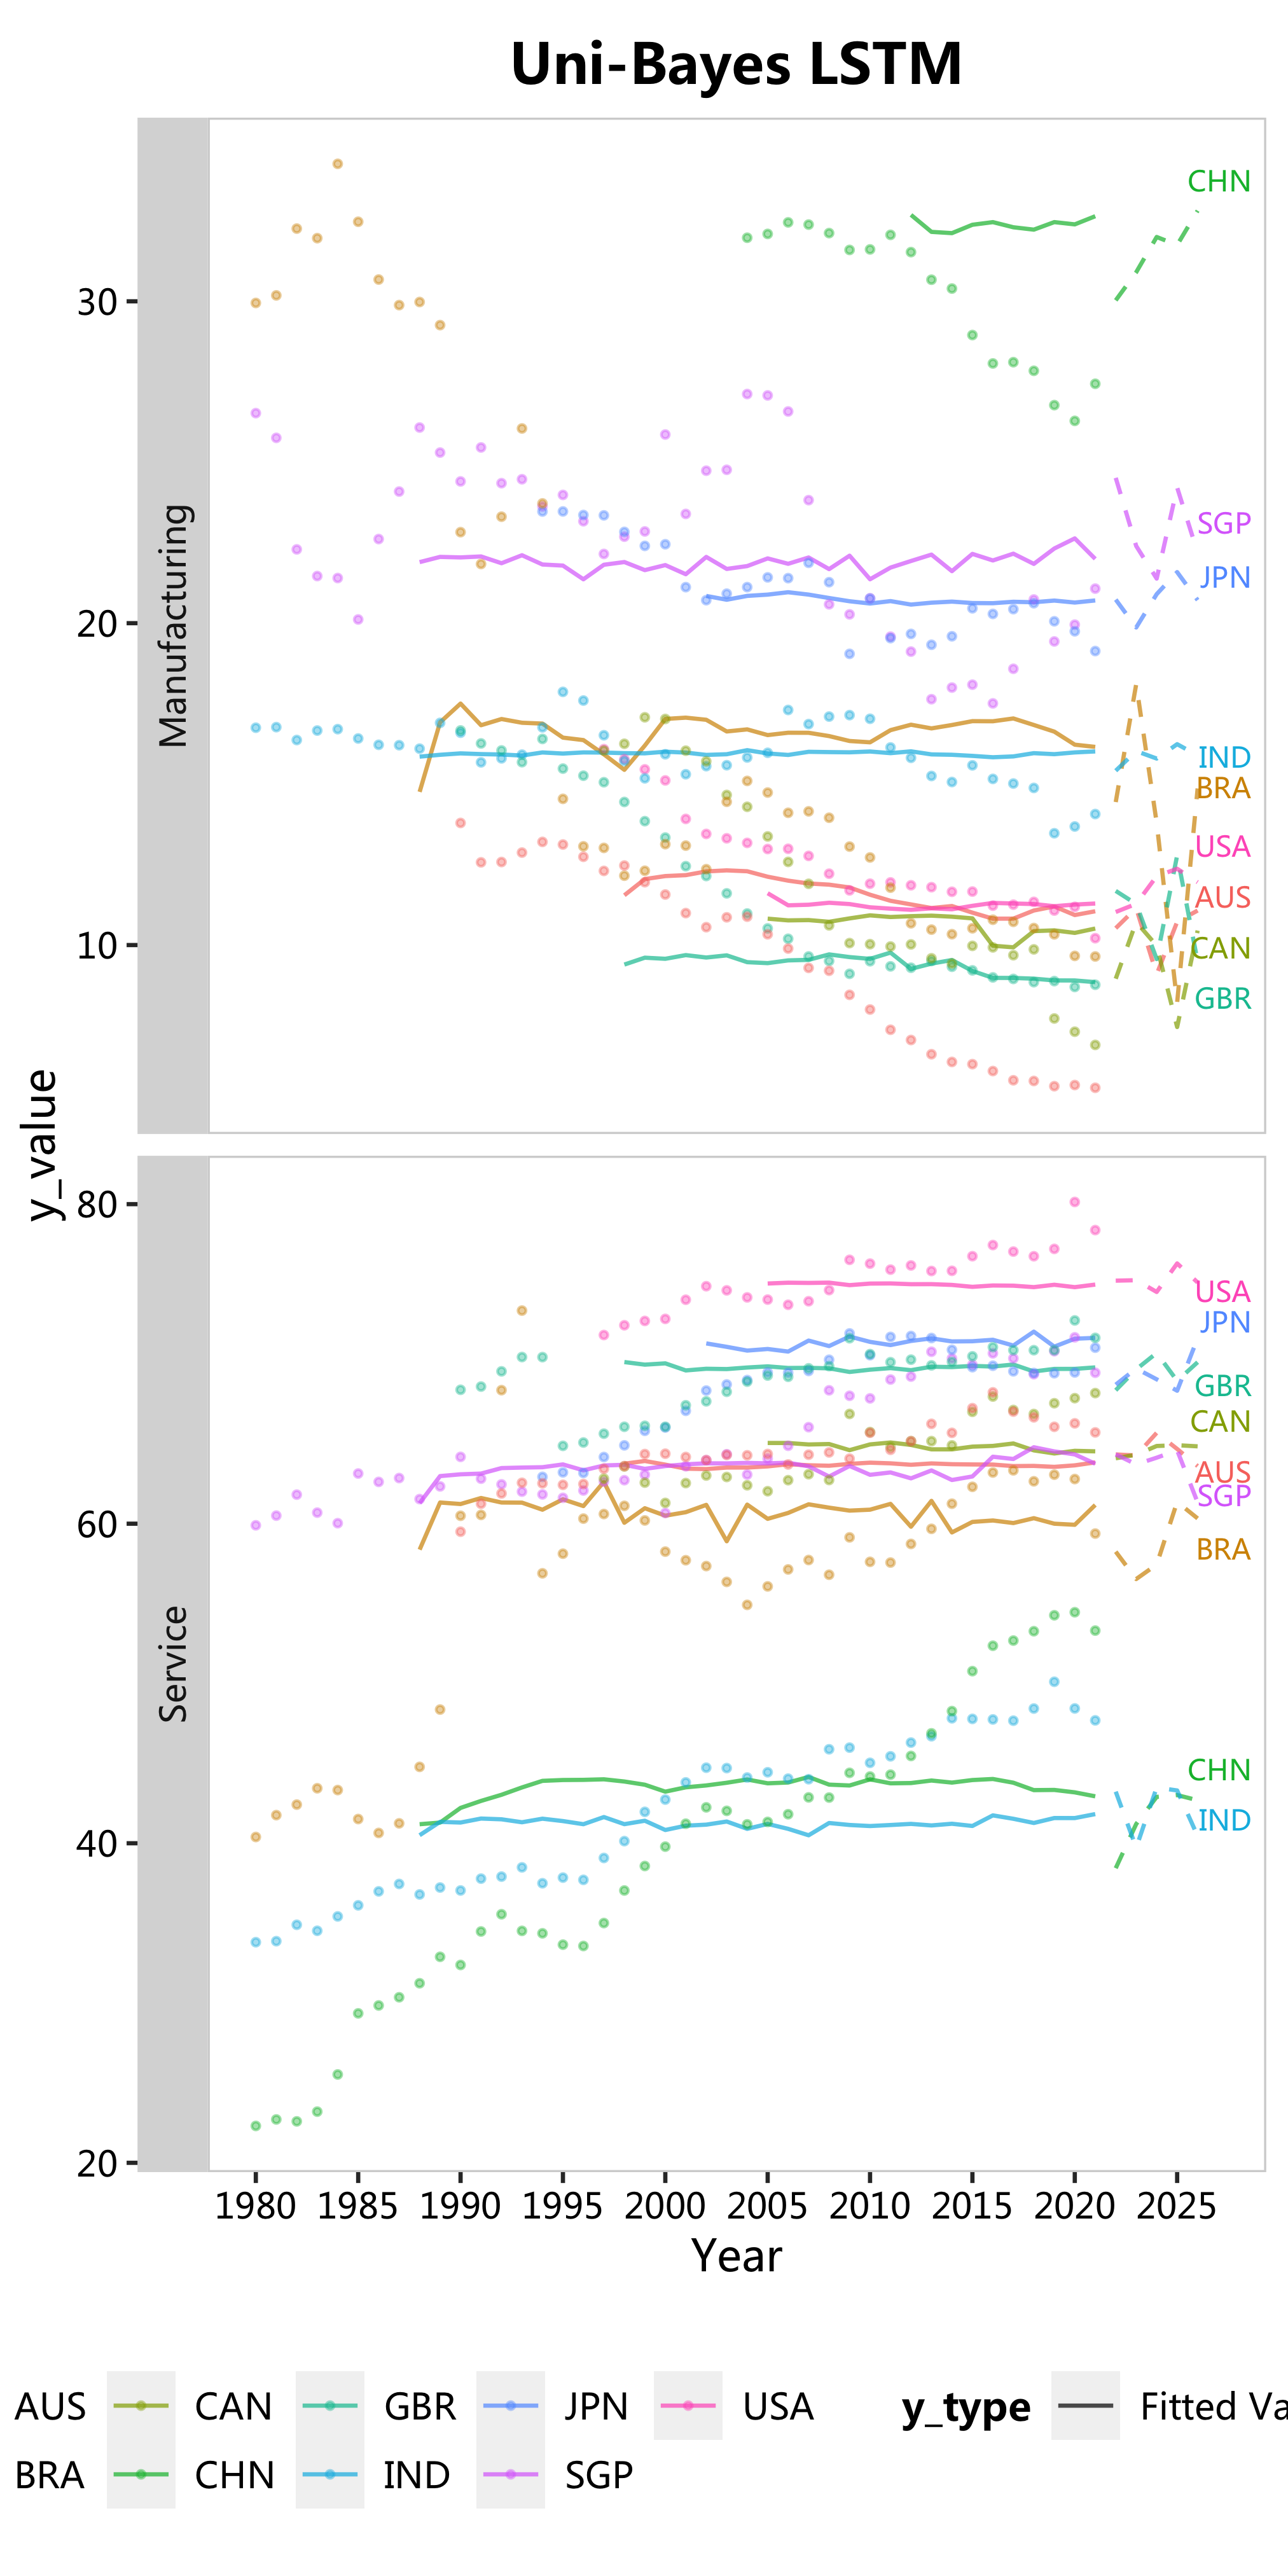 Uni-Bayes LSTM
Manufacturing
30
20
10
CHN
SGP
JPN
IND
BRA
USA
AUS
CAN
GBR
y_value
Service
80
60
40
20
USA
JPN
GBR
CAN
AUS
SGP
BRA
CHN
IND
1980 1985 1990 1995 2000 2005 2010 2015 2020 2025
Year
AUS CAN GBR JPN USA y_type Fitted Va
BRA CHN IND SGP